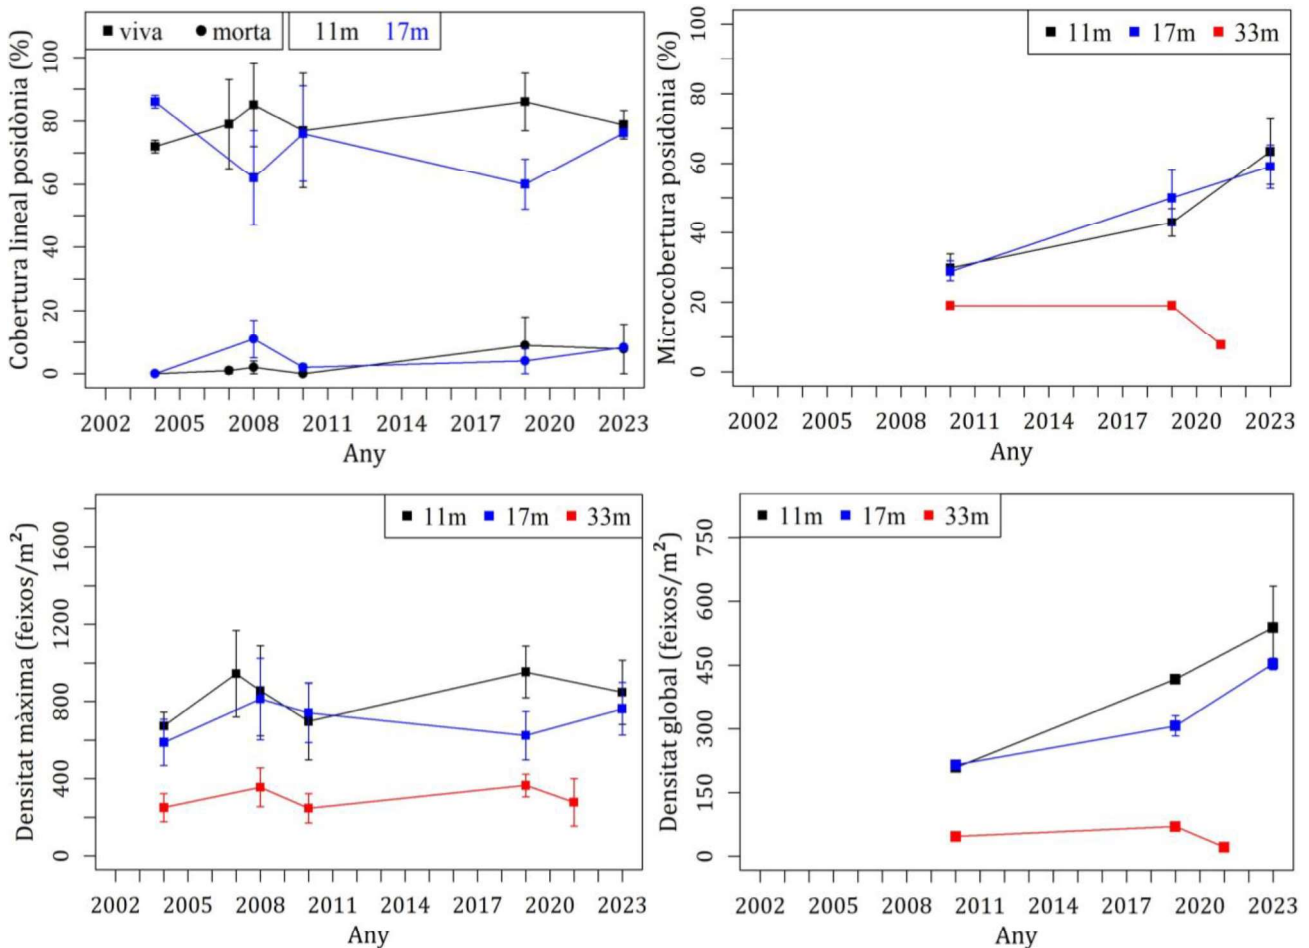 viva morta 11m 17m
Cobertura lineal posidònia (%)
0 20 40 60 80 100
2002 2005 2008 2011 2014 2017 2020 2023
Any
11m 17m 33m
Microcobertura posidònia (%)
0 20 40 60 80 100
2002 2005 2008 2011 2014 2017 2020 2023
Any
11m 17m 33m
Densitat màxima (feixos/m²)
0 400 800 1200 1600
2002 2005 2008 2011 2014 2017 2020 2023
Any
11m 17m 33m
Densitat global (feixos/m²)
0 150 300 450 600 750
2002 2005 2008 2011 2014 2017 2020 2023
Any